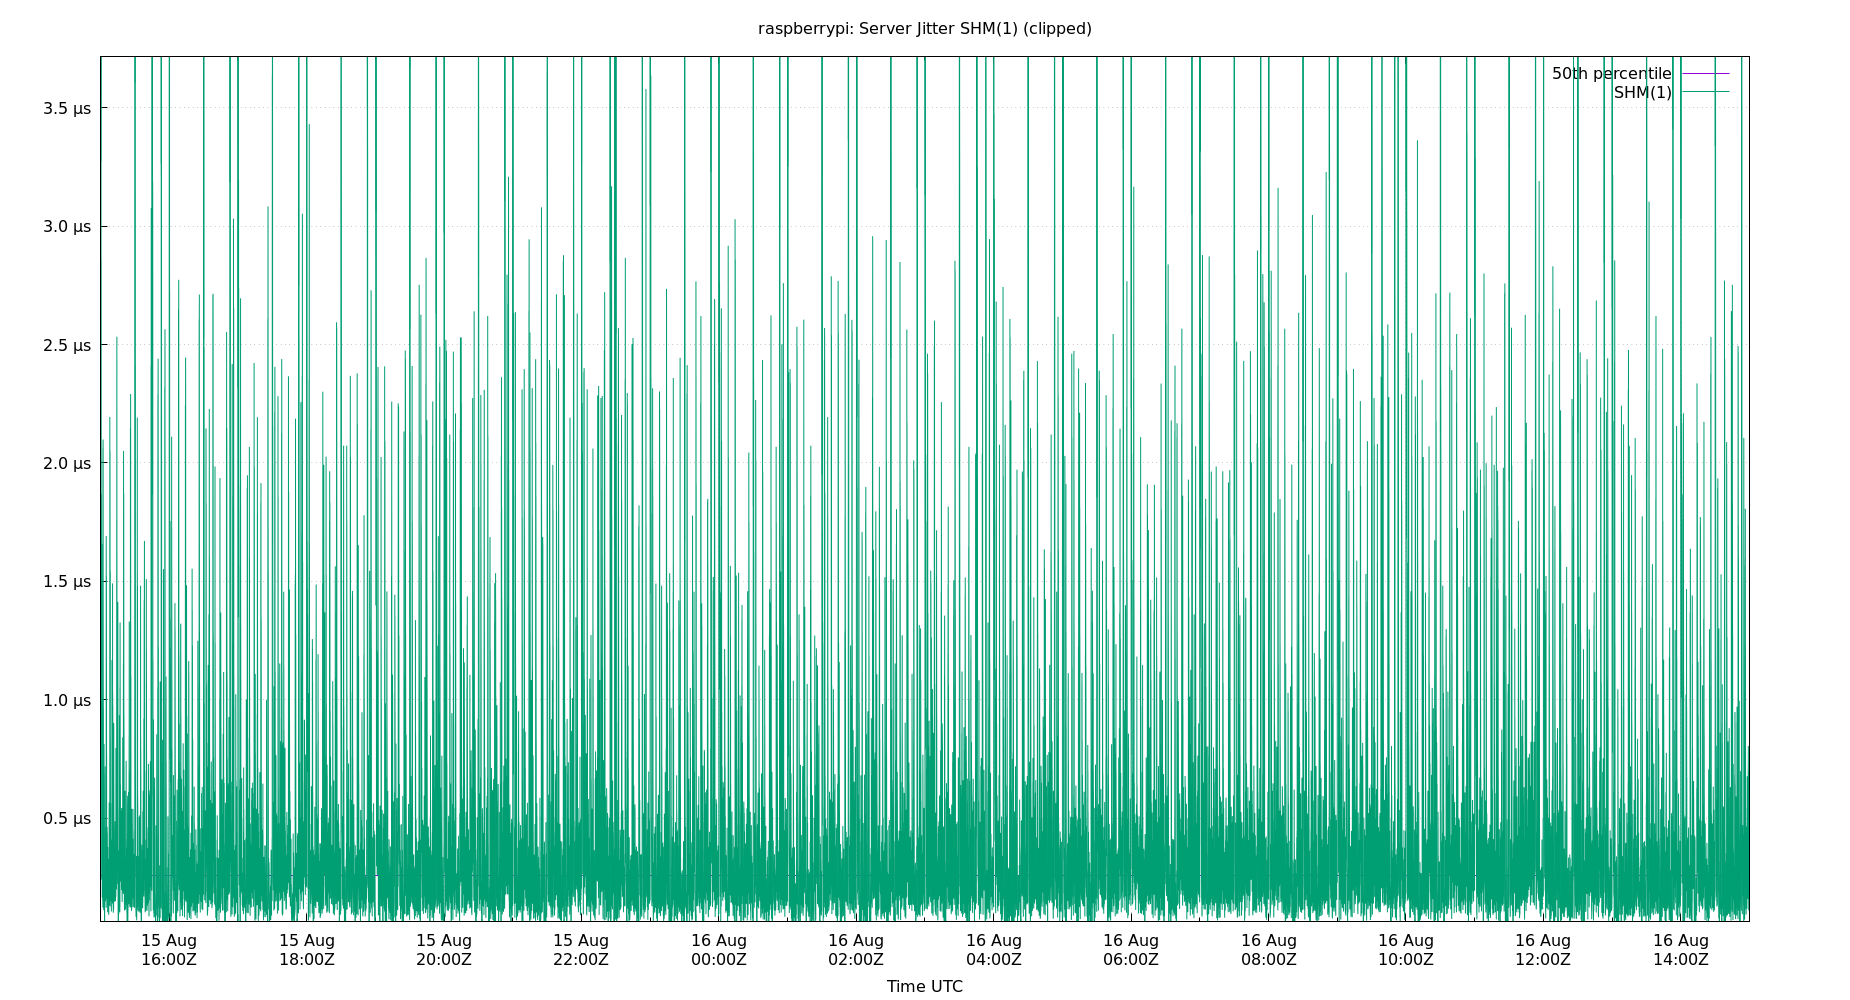 raspberrypi: Server Jitter SHM(1) (clipped)
50th percentile
SHM(1)
3.5 µs
3.0 µs
2.5 µs
2.0 µs
1.5 µs
1.0 µs
0.5 µs
15 Aug 15 Aug 15 Aug 15 Aug 16 Aug 16 Aug 16 Aug 16 Aug 16 Aug 16 Aug 16 Aug 16 Aug
16:00Z 18:00Z 20:00Z 22:00Z 00:00Z 02:00Z 04:00Z 06:00Z 08:00Z 10:00Z 12:00Z 14:00Z
Time UTC